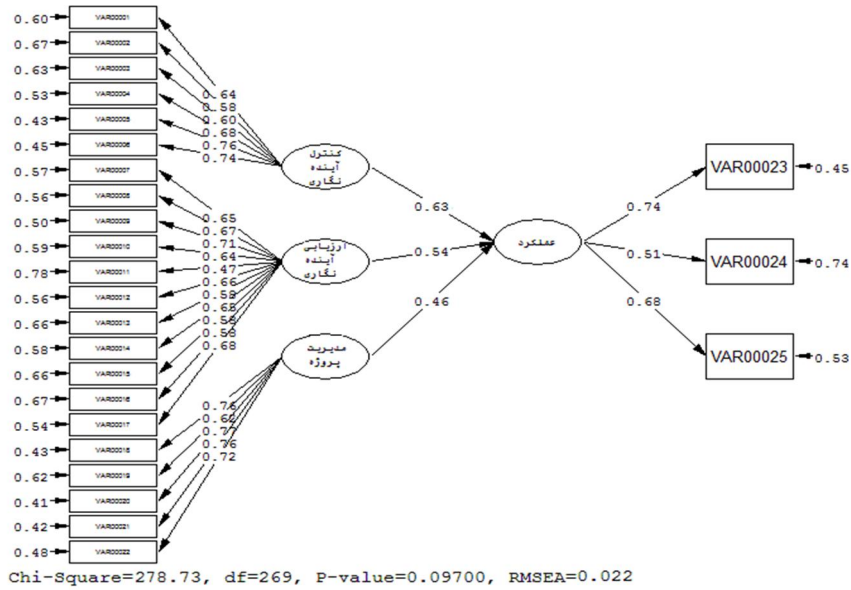 0.60 VAR00001
0.67 VAR00002
0.63 VAR00003
0.53 VAR00004
0.43 VAR00005
0.45 VAR00006
0.57 VAR00007
0.56 VAR00008
0.50 VAR00009
0.59 VAR00010
0.78 VAR00011
0.56 VAR00012
0.66 VAR00013
0.58 VAR00014
0.66 VAR00015
0.67 VAR00016
0.54 VAR00017
0.43 VAR00018
0.62 VAR00019
0.41 VAR00020
0.42 VAR00021
0.48 VAR00022
0.64
0.58
0.60
0.68
0.76
0.74
0.65
0.67
0.71
0.64
0.47
0.66
0.65
0.68
0.76
0.62
0.77
0.76
0.72
کنترل
آینده
نگاری
ارزیابی
آینده
نگاری
مدیریت
پروژه
0.63
0.54
0.46
عملکرد
0.74
0.51
0.68
VAR00023 0.45
VAR00024 0.74
VAR00025 0.53
Chi-Square=278.73, df=269, P-value=0.09700, RMSEA=0.022